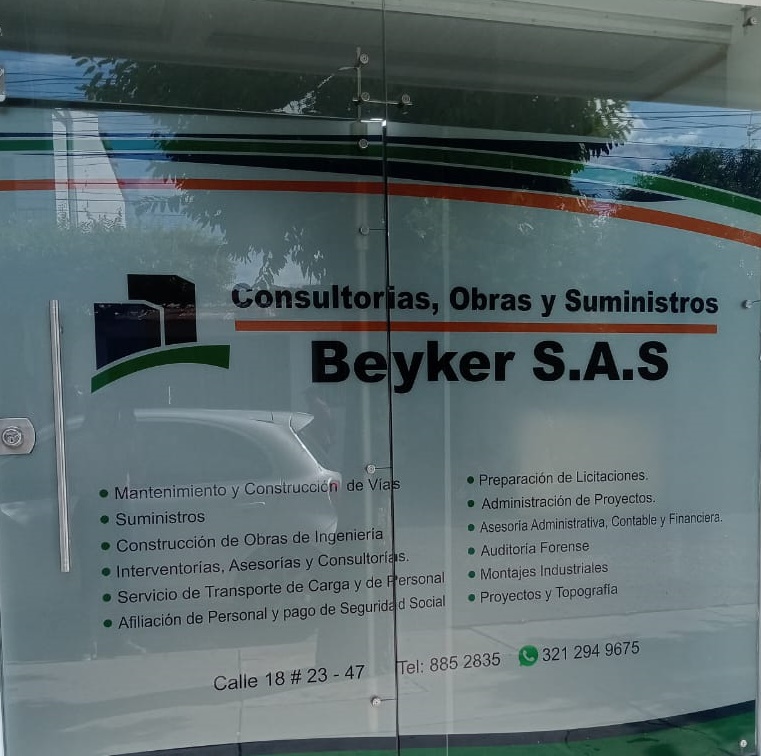 Consultorias, Obras y Suministros
Beyker S.A.S
Mantenimiento y Construcción de Vías
Suministros
Construcción de Obras de Ingeniería
Interventorías, Asesorías y Consultorías.
Servicio de Transporte de Carga y de Personal
Afiliación de Personal y pago de Seguridad Social
Preparación de Licitaciones.
Administración de Proyectos.
Asesoría Administrativa, Contable y Financiera.
Auditoria Forense
Montajes Industriales
Proyectos y Topografía
Calle 18 # 23 - 47 Tel: 885 2835 321 294 9675